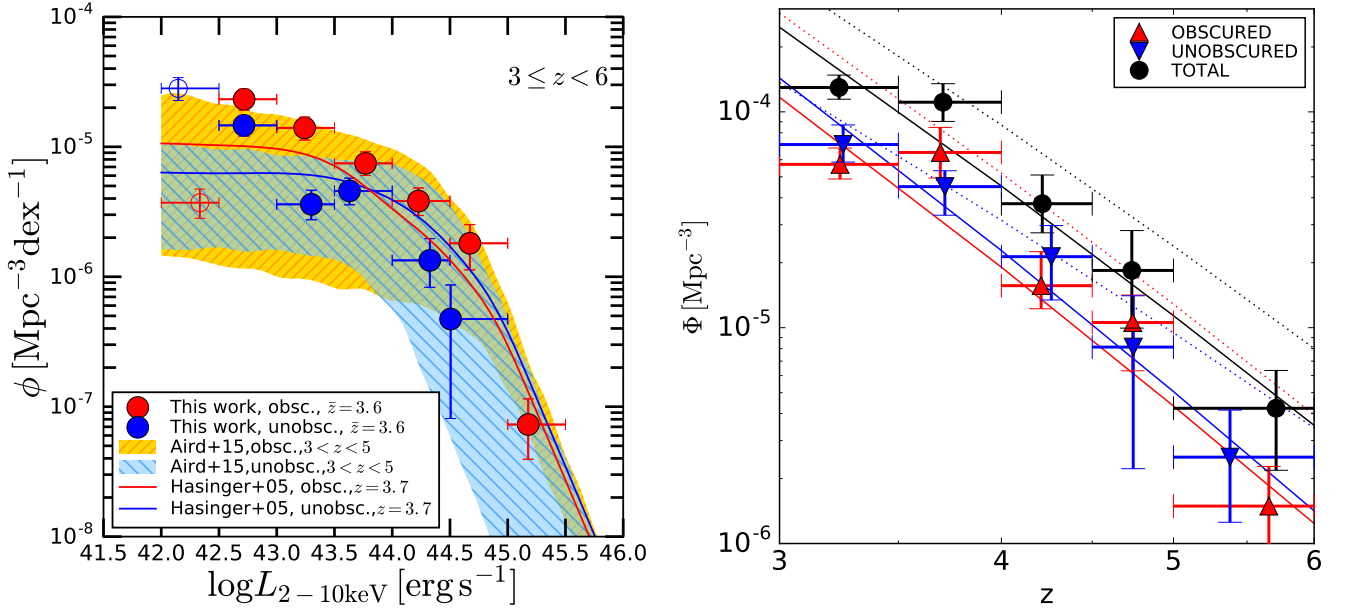 10⁻⁴
10⁻⁵
10⁻⁶
10⁻⁷
10⁻⁸
ϕ [Mpc⁻³dex⁻¹]
3 ≤ z < 6
This work, obsc., z̄ = 3.6
This work, unobsc., z̄ = 3.6
Aird+15,obsc.,3 < z < 5
Aird+15,unobsc.,3 < z < 5
Hasinger+05, obsc.,z = 3.7
Hasinger+05, unobsc.,z = 3.7
41.5 42.0 42.5 43.0 43.5 44.0 44.5 45.0 45.5 46.0
logL₂₋₁₀keV [erg s⁻¹]
OBSCURED
UNOBSCURED
TOTAL
10⁻⁴
10⁻⁵
10⁻⁶
Φ [Mpc⁻³]
3 4 5 6
z